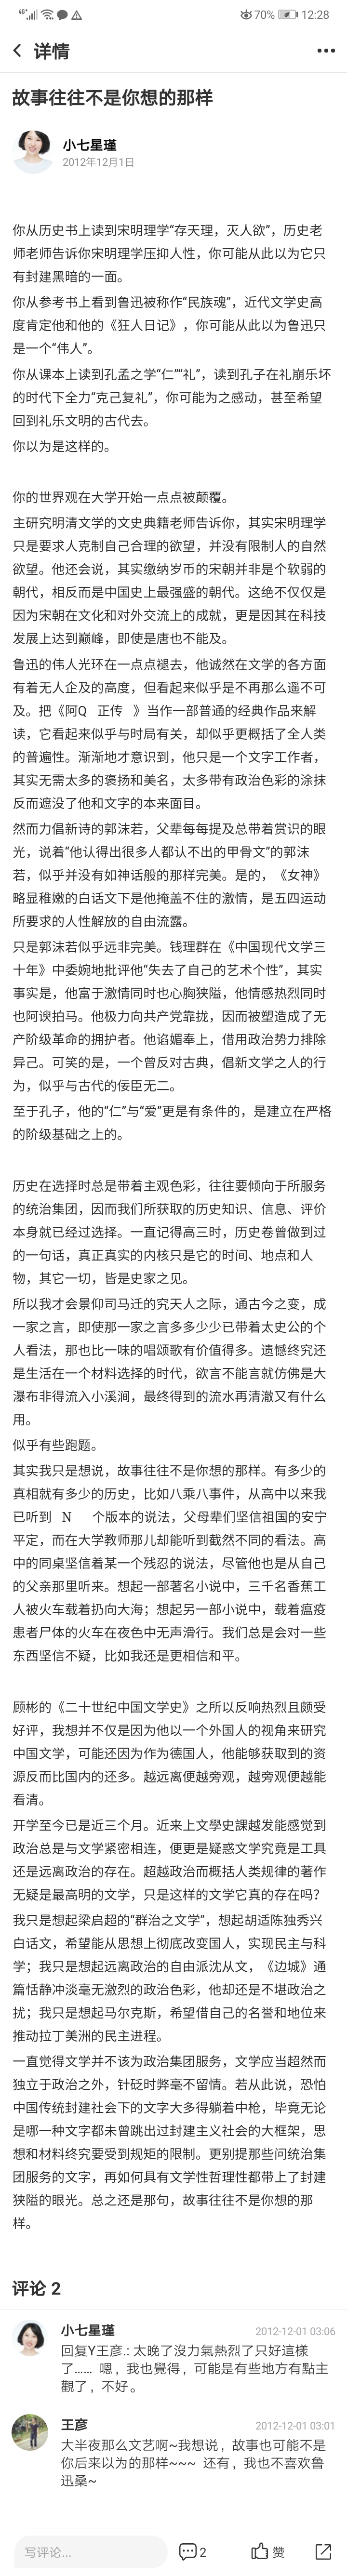 4G+ 70% 12:28
详情
故事往往不是你想的那样
小七星瑾
2012年12月1日
你从历史书上读到宋明理学“存天理，灭人欲”，历史老
师老师告诉你宋明理学压抑人性，你可能从此以为它只
有封建黑暗的一面。
你从参考书上看到鲁迅被称作“民族魂”，近代文学史高
度肯定他和他的《狂人日记》，你可能从此以为鲁迅只
是一个“伟人”。
你从课本上读到孔孟之学“仁”“礼”，读到孔子在礼崩乐坏
的时代下全力“克己复礼”，你可能为之感动，甚至希望
回到礼乐文明的古代去。
你以为是这样的。
你的世界观在大学开始一点点被颠覆。
主研究明清文学的文史典籍老师告诉你，其实宋明理学
只是要求人克制自己合理的欲望，并没有限制人的自然
欲望。他还会说，其实缴纳岁币的宋朝并非是个软弱的
朝代，相反而是中国史上最强盛的朝代。这绝不仅仅是
因为宋朝在文化和对外交流上的成就，更是因其在科技
发展上达到巅峰，即使是唐也不能及。
鲁迅的伟人光环在一点点褪去，他诚然在文学的各方面
有着无人企及的高度，但看起来似乎是不再那么遥不可
及。把《阿Q 正传 》当作一部普通的经典作品来解
读，它看起来似乎与时局有关，却似乎更概括了全人类
的普遍性。渐渐地才意识到，他只是一个文字工作者，
其实无需太多的褒扬和美名，太多带有政治色彩的涂抹
反而遮没了他和文字的本来面目。
然而力倡新诗的郭沫若，父辈每每提及总带着赏识的眼
光，说着“他认得出很多人都认不出的甲骨文”的郭沫
若，似乎并没有如神话般的那样完美。是的，《女神》
略显稚嫩的白话文下是他掩盖不住的激情，是五四运动
所要求的人性解放的自由流露。
只是郭沫若似乎远非完美。钱理群在《中国现代文学三
十年》中委婉地批评他“失去了自己的艺术个性”，其实
事实是，他富于激情同时也心胸狭隘，他情感热烈同时
也阿谀拍马。他极力向共产党靠拢，因而被塑造成了无
产阶级革命的拥护者。他谄媚奉上，借用政治势力排除
异己。可笑的是，一个曾反对古典，倡新文学之人的行
为，似乎与古代的佞臣无二。
至于孔子，他的“仁”与“爱”更是有条件的，是建立在严格
的阶级基础之上的。
历史在选择时总是带着主观色彩，往往要倾向于所服务
的统治集团，因而我们所获取的历史知识、信息、评价
本身就已经过选择。一直记得高三时，历史卷曾做到过
的一句话，真正真实的内核只是它的时间、地点和人
物，其它一切，皆是史家之见。
所以我才会景仰司马迁的究天人之际，通古今之变，成
一家之言，即使那一家之言多多少少已带着太史公的个
人看法，那也比一味的唱颂歌有价值得多。遗憾终究还
是生活在一个材料选择的时代，欲言不能言就仿佛是大
瀑布非得流入小溪涧，最终得到的流水再清澈又有什么
用。
似乎有些跑题。
其实我只是想说，故事往往不是你想的那样。有多少的
真相就有多少的历史，比如八乘八事件，从高中以来我
已听到 N 个版本的说法，父母辈们坚信祖国的安宁
平定，而在大学教师那儿却能听到截然不同的看法。高
中的同桌坚信着某一个残忍的说法，尽管他也是从自己
的父亲那里听来。想起一部著名小说中，三千名香蕉工
人被火车载着扔向大海；想起另一部小说中，载着瘟疫
患者尸体的火车在夜色中无声滑行。我们总是会对一些
东西坚信不疑，比如我还是更相信和平。
顾彬的《二十世纪中国文学史》之所以反响热烈且颇受
好评，我想并不仅是因为他以一个外国人的视角来研究
中国文学，可能还因为作为德国人，他能够获取到的资
源反而比国内的还多。越远离便越旁观，越旁观便越能
看清。
开学至今已是近三个月。近来上文學史課越发能感觉到
政治总是与文学紧密相连，便更是疑惑文学究竟是工具
还是远离政治的存在。超越政治而概括人类规律的著作
无疑是最高明的文学，只是这样的文学它真的存在吗？
我只是想起梁启超的“群治之文学”，想起胡适陈独秀兴
白话文，希望能从思想上彻底改变国人，实现民主与科
学；我只是想起远离政治的自由派沈从文，《边城》通
篇恬静冲淡毫无激烈的政治色彩，他却还是不堪政治之
扰；我只是想起马尔克斯，希望借自己的名誉和地位来
推动拉丁美洲的民主进程。
一直觉得文学并不该为政治集团服务，文学应当超然而
独立于政治之外，针砭时弊毫不留情。若从此说，恐怕
中国传统封建社会下的文字大多得躺着中枪，毕竟无论
是哪一种文字都未曾跳出过封建主义社会的大框架，思
想和材料终究要受到规矩的限制。更别提那些问统治集
团服务的文字，再如何具有文学性哲理性都带上了封建
狭隘的眼光。总之还是那句，故事往往不是你想的那
样。
评论 2
小七星瑾 2012-12-01 03:06
回复Y王彦.: 太晚了沒力氣熱烈了只好這樣
了…… 嗯，我也覺得，可能是有些地方有點主
觀了，不好。
王彦 2012-12-01 03:01
大半夜那么文艺啊~我想说，故事也可能不是
你后来以为的那样~~~ 还有，我也不喜欢鲁
迅桑~
写评论... 2 赞